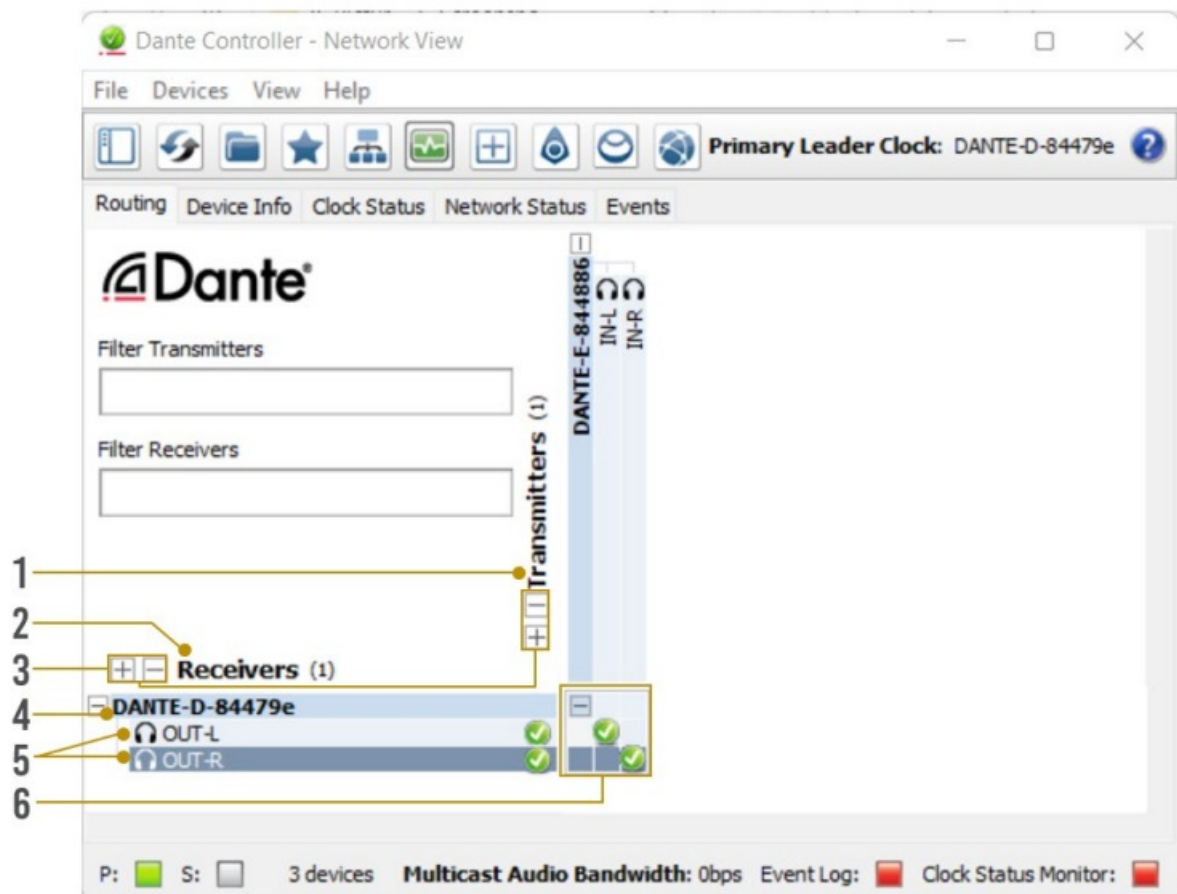 Dante Controller - Network View
File Devices View Help
Primary Leader Clock: DANTE-D-84479e ?
Routing Device Info Clock Status Network Status Events
Dante®
DANTE-E-844886
IN-L
IN-R
Filter Transmitters
Filter Receivers
Transmitters (1)
1
2
3
+ − Receivers (1)
4
DANTE-D-84479e
OUT-L
5
OUT-R
6
P: S: 3 devices Multicast Audio Bandwidth: 0bps Event Log: Clock Status Monitor: